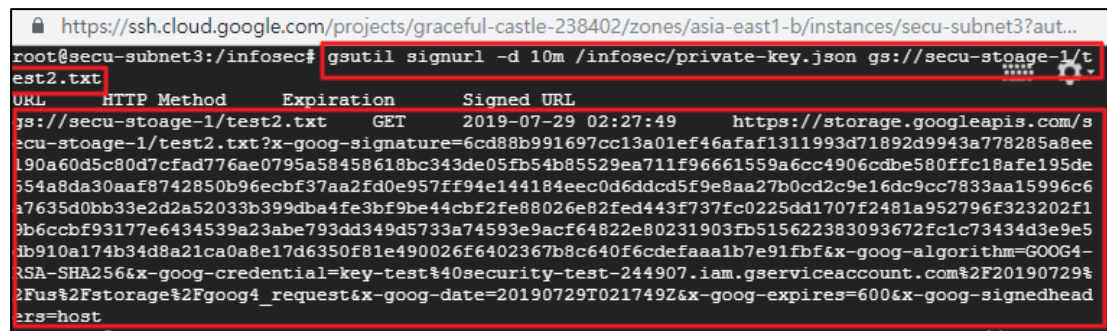 https://ssh.cloud.google.com/projects/graceful-castle-238402/zones/asia-east1-b/instances/secu-subnet3?aut...
root@secu-subnet3:/infosec# gsutil signurl -d 10m /infosec/private-key.json gs://secu-stoage-1/t
est2.txt
URL HTTP Method Expiration Signed URL
gs://secu-stoage-1/test2.txt GET 2019-07-29 02:27:49 https://storage.googleapis.com/s
ecu-stoage-1/test2.txt?x-goog-signature=6cd88b991697cc13a01ef46afaf1311993d71892d9943a778285a8ee
190a60d5c80d7cfad776ae0795a58458618bc343de05fb54b85529ea711f96661559a6cc4906cdbe580ffc18afe195de
554a8da30aaf8742850b96ecbf37aa2fd0e957ff94e144184eec0d6ddcd5f9e8aa27b0cd2c9e16dc9cc7833aa15996c6
a7635d0bb33e2d2a52033b399dba4fe3bf9be44cbf2fe88026e82fed443f737fc0225dd1707f2481a952796f323202f1
9b6ccbf93177e6434539a23abe793dd349d5733a74593e9acf64822e80231903fb515622383093672fc1c73434d3e9e5
db910a174b34d8a21ca0a8e17d6350f81e490026f6402367b8c640f6cdefaaa1b7e91fbf&x-goog-algorithm=GOOG4-
RSA-SHA256&x-goog-credential=key-test%40security-test-244907.iam.gserviceaccount.com%2F20190729%
2Fus%2Fstorage%2Fgoog4_request&x-goog-date=20190729T021749Z&x-goog-expires=600&x-goog-signedhead
ers=host